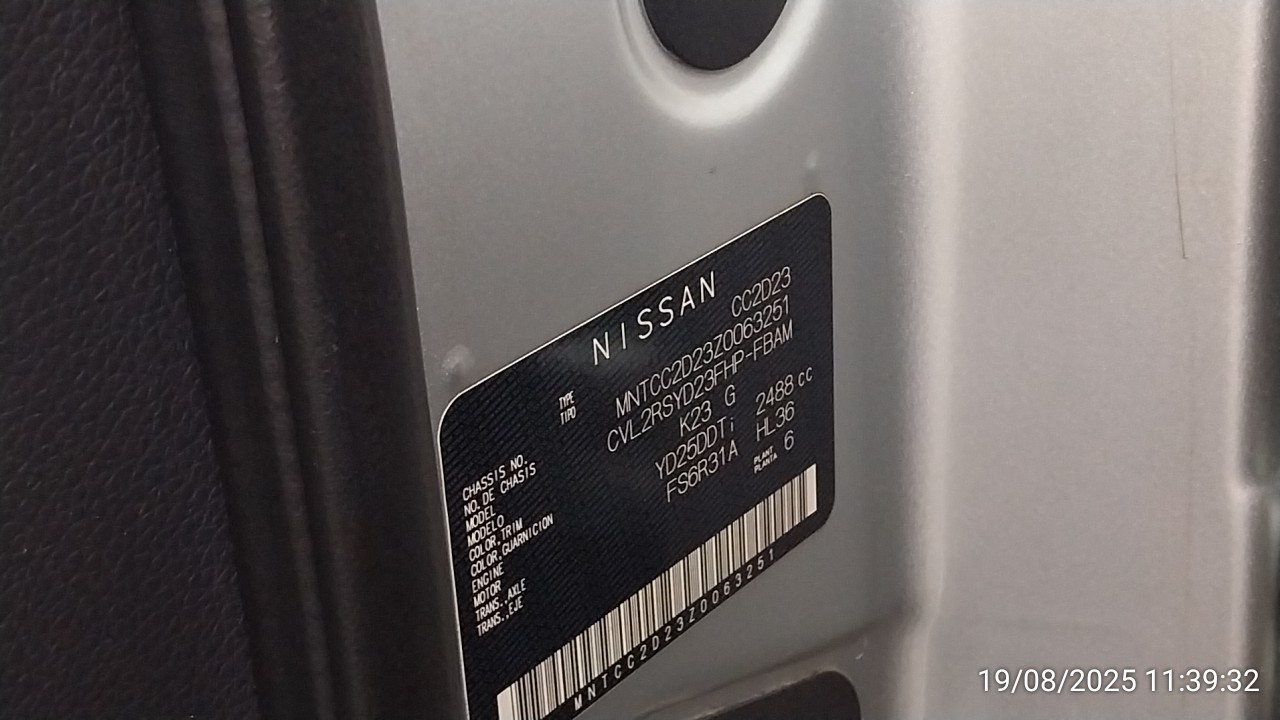 NISSAN
TYPE CC2D23
TIPO
CHASSIS NO. MNTCC2D23Z0063251
NO. DE CHASIS
MODEL CVL2RSYD23FHP-FBAM
MODELO
COLOR, TRIM K23 G
COLOR, GUARNICION
ENGINE YD25DDTi 2488 cc
MOTOR
TRANS., AXLE FS6R31A HL36
TRANS., EJE
PLANT 6
PLANTA
MNTCC2D23Z0063251
19/08/2025 11:39:32